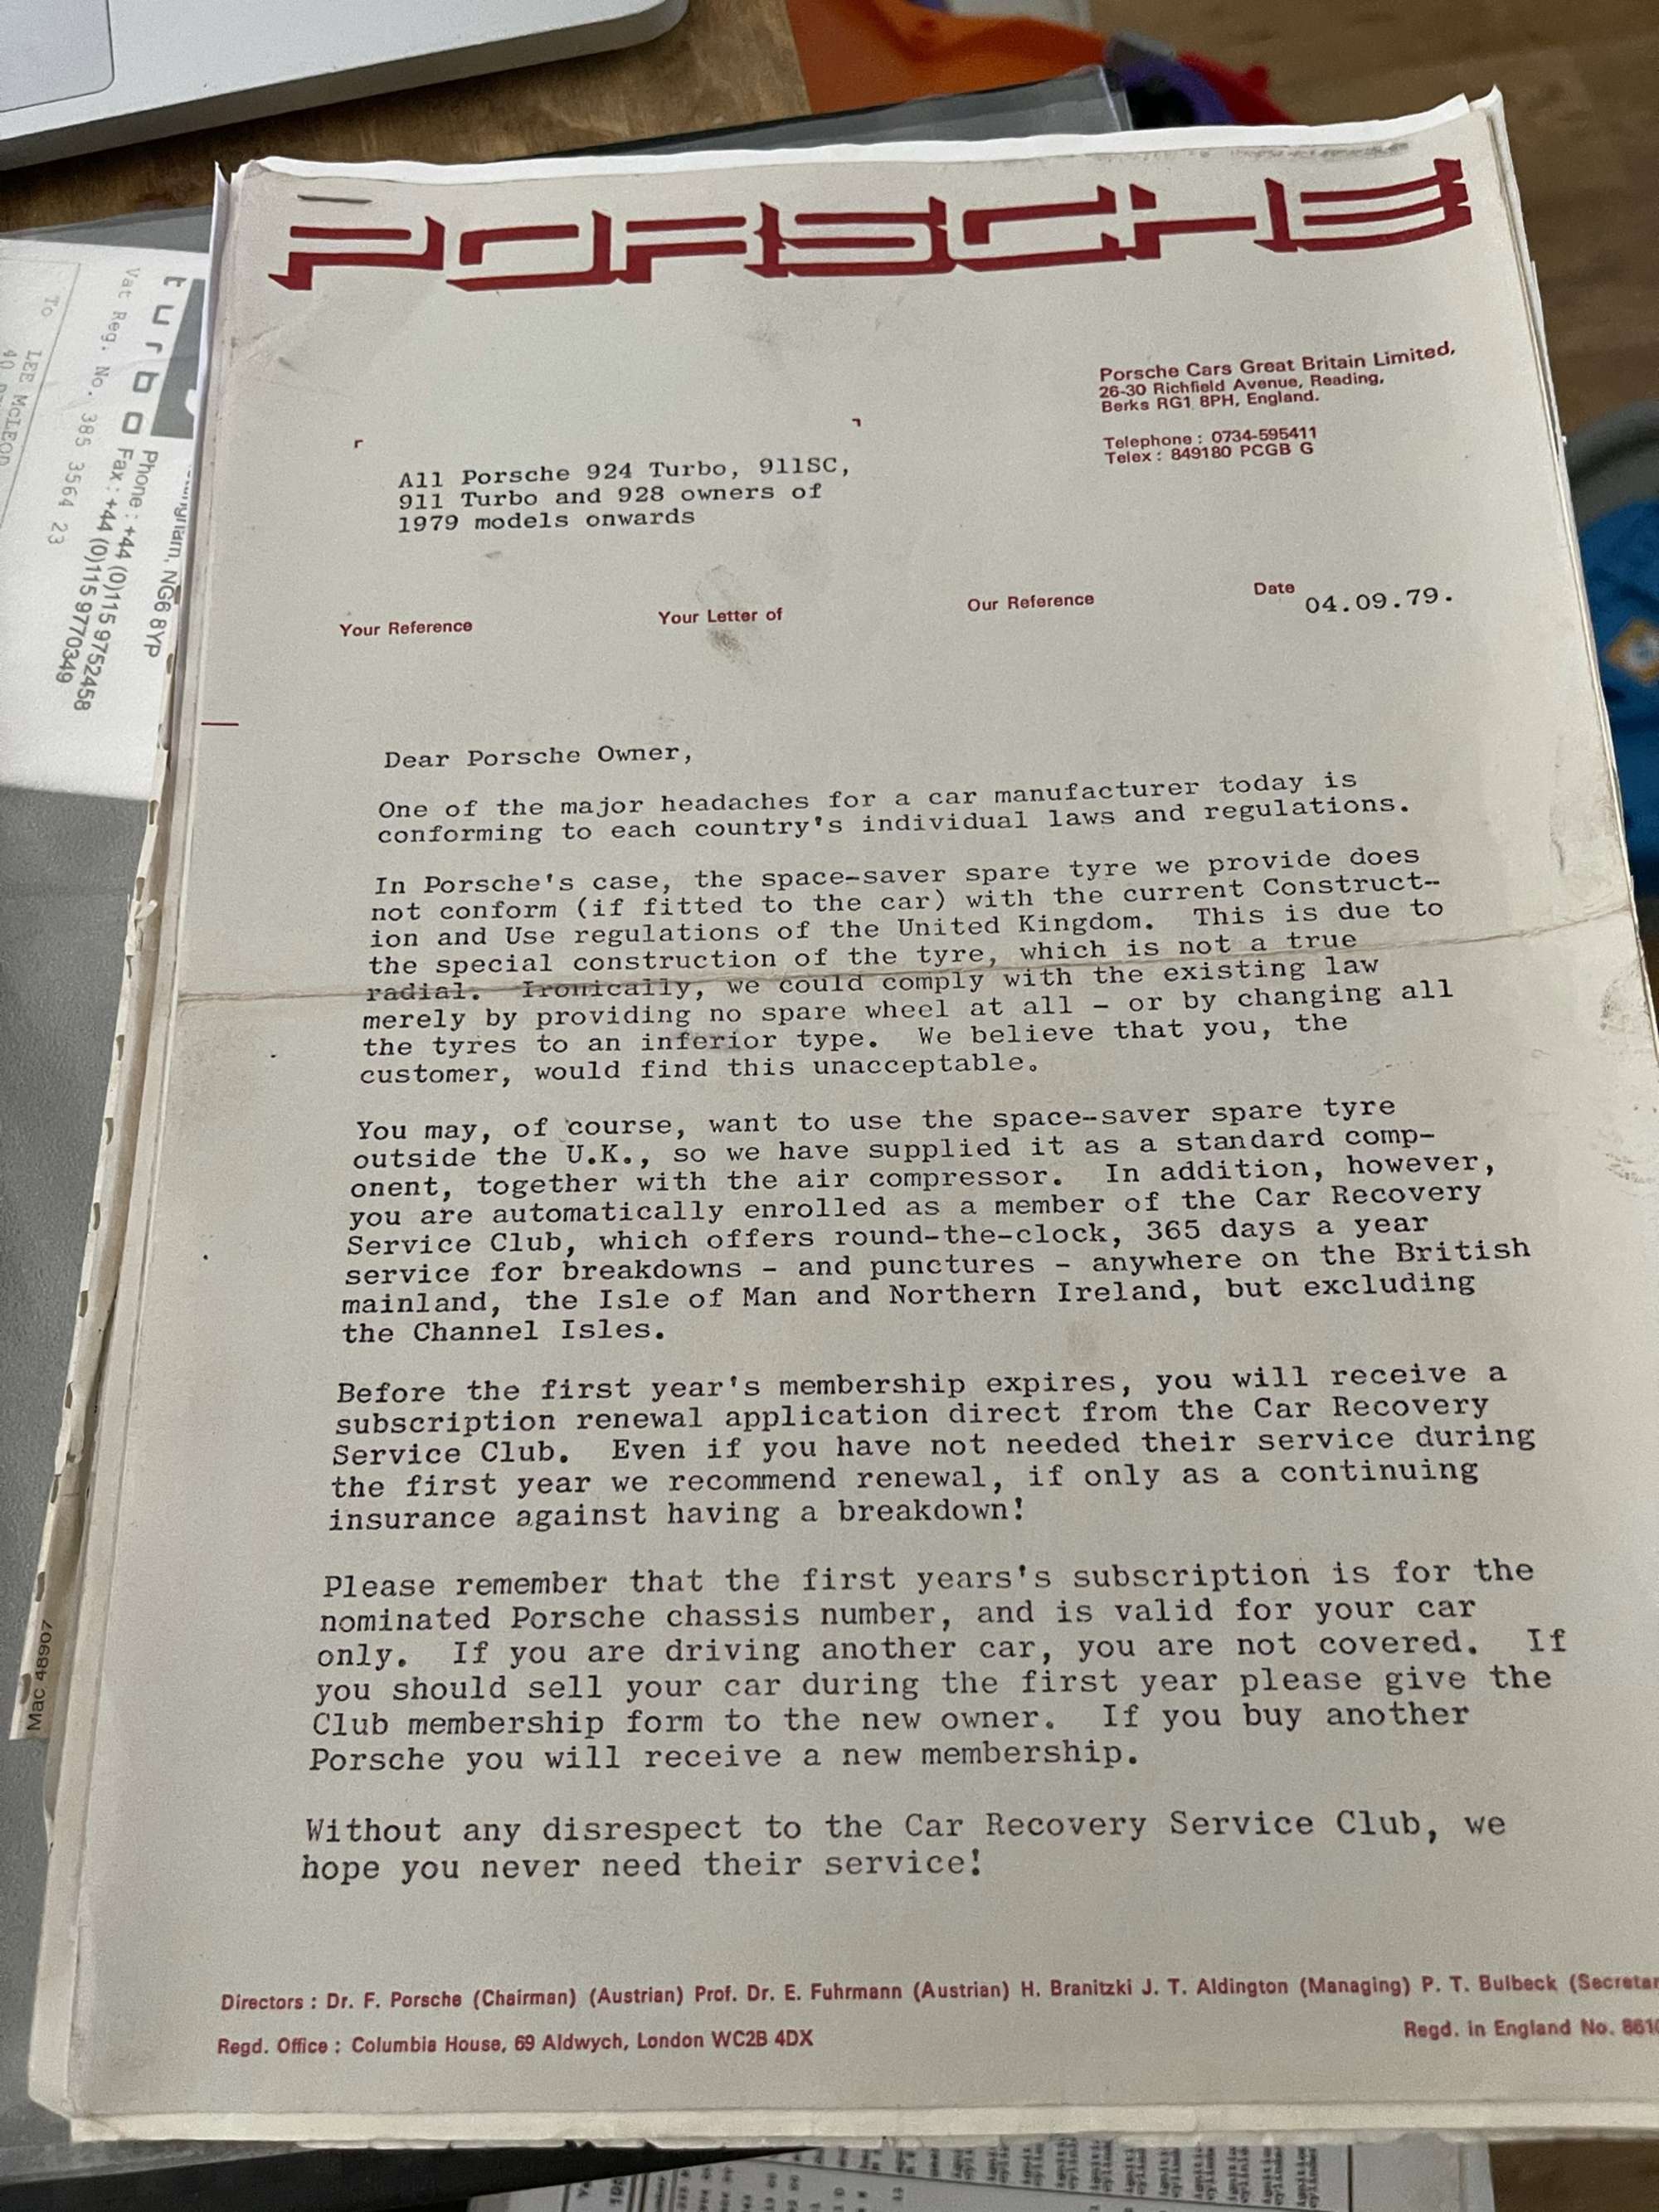 PORSCHE
Porsche Cars Great Britain Limited,
26-30 Richfield Avenue, Reading,
Berks RG1 8PH, England.
Telephone : 0734-595411
Telex : 849180 PCGB G
All Porsche 924 Turbo, 911SC,
911 Turbo and 928 owners of
1979 models onwards
Your Reference
Your Letter of
Our Reference
Date 04.09.79.
Dear Porsche Owner,
One of the major headaches for a car manufacturer today is
conforming to each country's individual laws and regulations.
In Porsche's case, the space-saver spare tyre we provide does
not conform (if fitted to the car) with the current Construct-
ion and Use regulations of the United Kingdom. This is due to
the special construction of the tyre, which is not a true
radial. Ironically, we could comply with the existing law
merely by providing no spare wheel at all - or by changing all
the tyres to an inferior type. We believe that you, the
customer, would find this unacceptable.
You may, of course, want to use the space-saver spare tyre
outside the U.K., so we have supplied it as a standard comp-
onent, together with the air compressor. In addition, however,
you are automatically enrolled as a member of the Car Recovery
Service Club, which offers round-the-clock, 365 days a year
service for breakdowns - and punctures - anywhere on the British
mainland, the Isle of Man and Northern Ireland, but excluding
the Channel Isles.
Before the first year's membership expires, you will receive a
subscription renewal application direct from the Car Recovery
Service Club. Even if you have not needed their service during
the first year we recommend renewal, if only as a continuing
insurance against having a breakdown!
Please remember that the first years's subscription is for the
nominated Porsche chassis number, and is valid for your car
only. If you are driving another car, you are not covered. If
you should sell your car during the first year please give the
Club membership form to the new owner. If you buy another
Porsche you will receive a new membership.
Without any disrespect to the Car Recovery Service Club, we
hope you never need their service!
Directors : Dr. F. Porsche (Chairman) (Austrian) Prof. Dr. E. Fuhrmann (Austrian) H. Branitzki J. T. Aldington (Managing) P. T. Bulbeck (Secretar
Regd. Office : Columbia House, 69 Aldwych, London WC2B 4DX
Regd. in England No. 861
turbo
NG6 8YP
Phone : +44 (0)115 9752458
Fax : +44 (0)115 9770349
Vat Reg. No. 385 3564 23
To
LEE McLEOD
40
Mac 48907